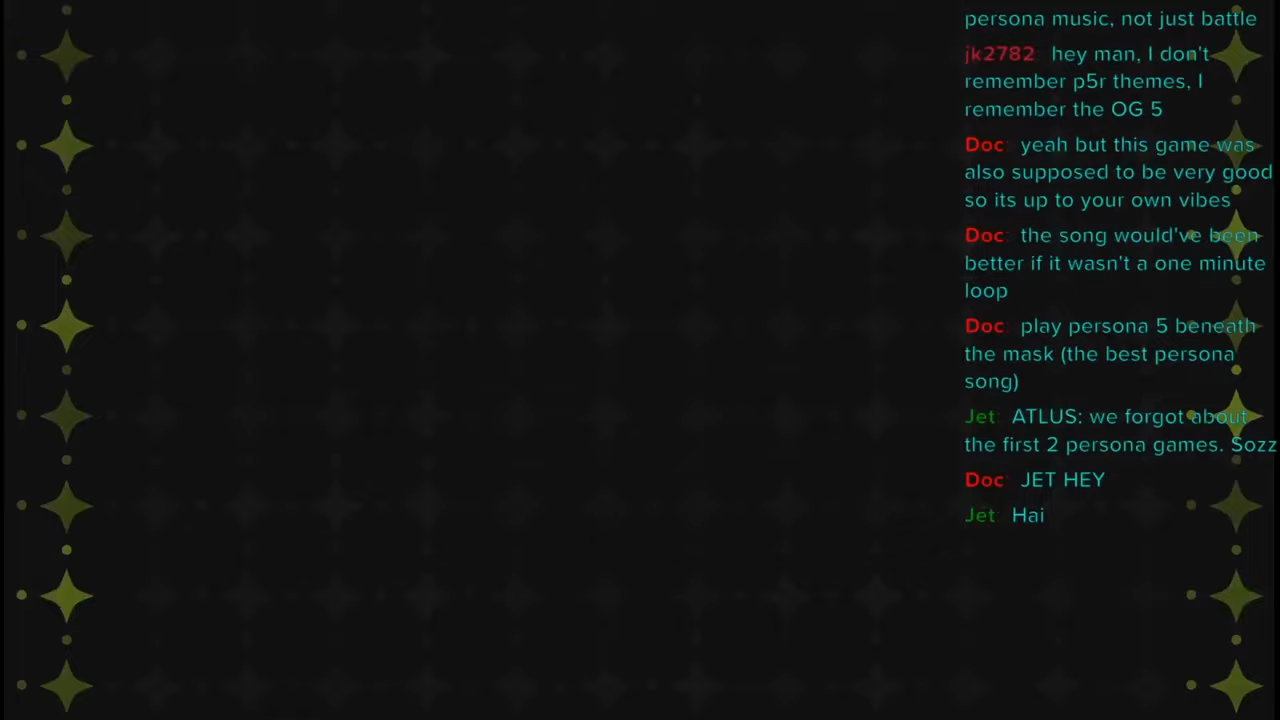 persona music, not just battle
jk2782: hey man, I don't
remember p5r themes, I
remember the OG 5
Doc: yeah but this game was
also supposed to be very good
so its up to your own vibes
Doc: the song would've been
better if it wasn't a one minute
loop
Doc: play persona 5 beneath
the mask (the best persona
song)
Jet: ATLUS: we forgot about
the first 2 persona games. Sozz
Doc: JET HEY
Jet: Hai